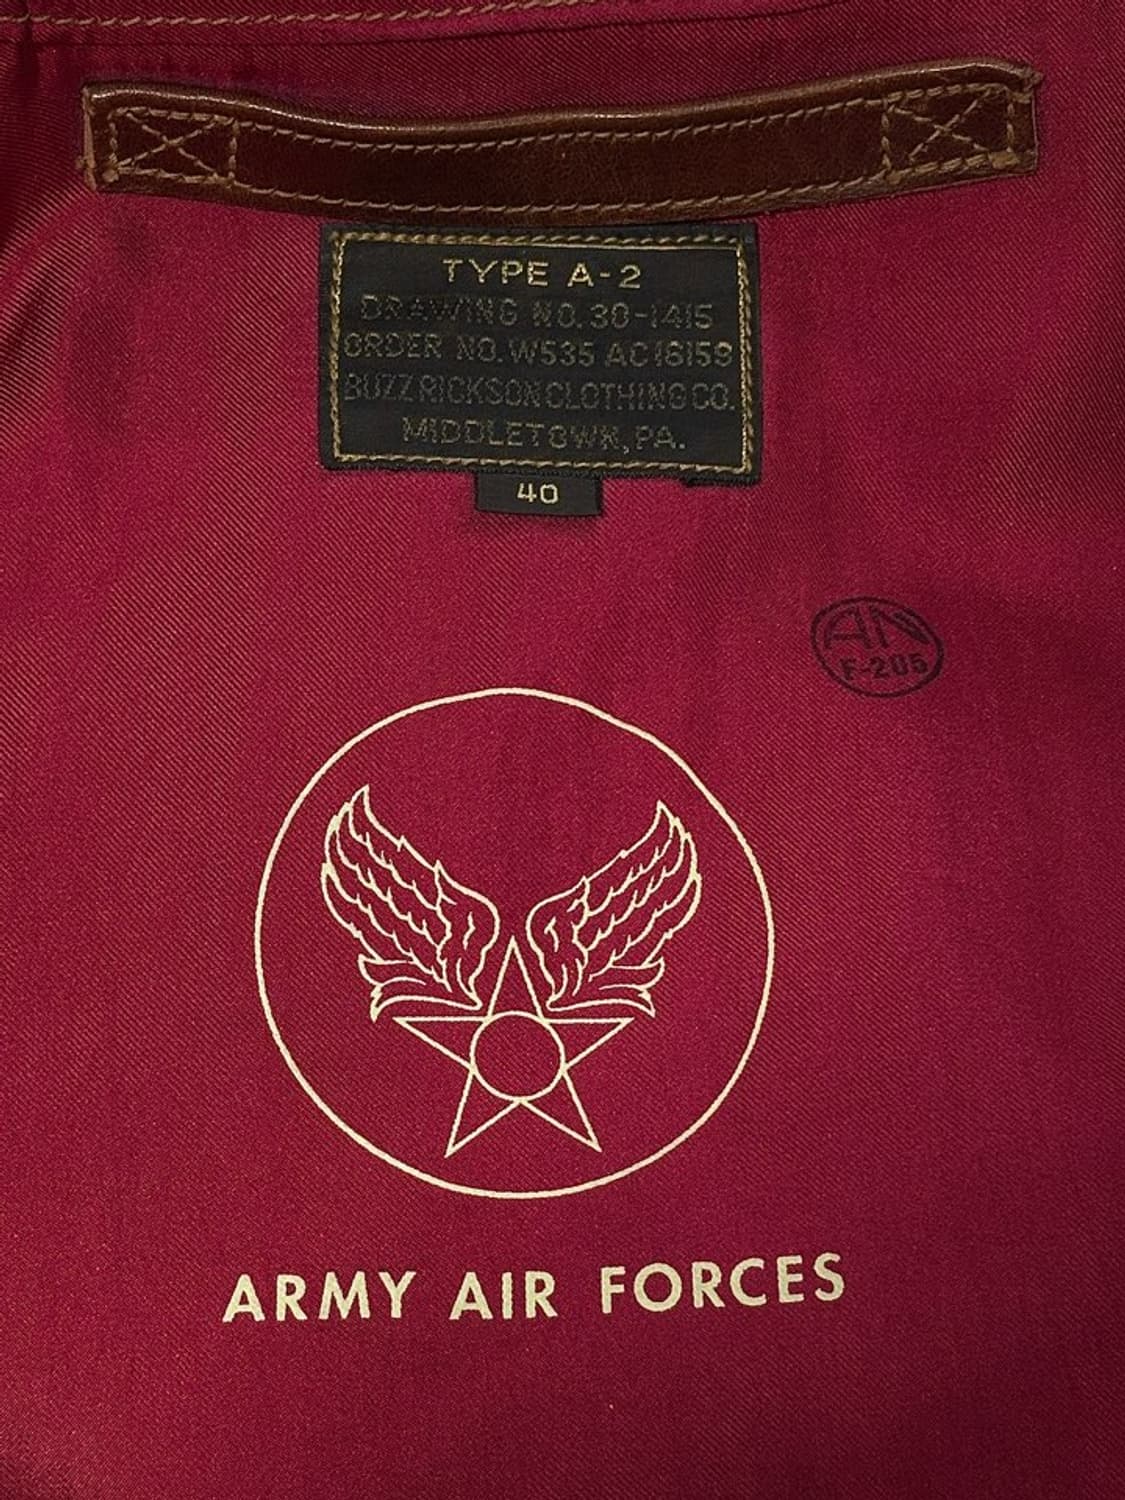 TYPE A-2
DRAWING NO. 30-1415
ORDER NO. W535 AC16159
BUZZ RICKSON CLOTHING CO.
MIDDLETOWN, PA.
40
AN
F-205
ARMY AIR FORCES